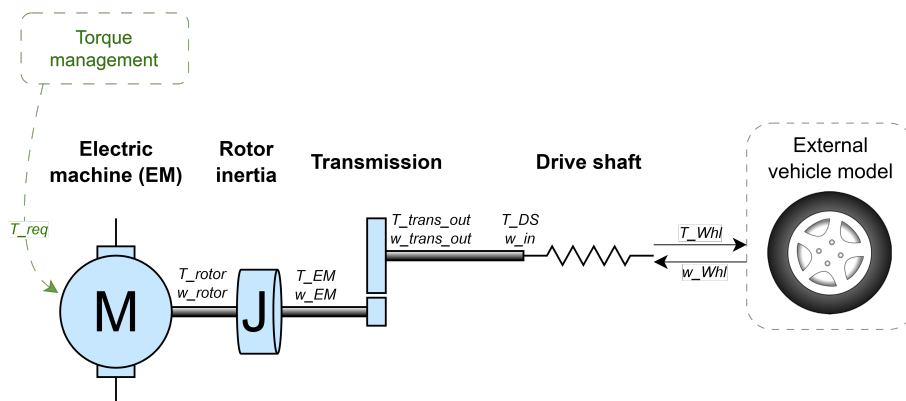 Torque
management
Electric
machine (EM)
Rotor
inertia
Transmission
Drive shaft
External
vehicle model
T_req
T_rotor
w_rotor
T_EM
w_EM
T_trans_out
w_trans_out
T_DS
w_in
T_Whl
w_Whl
M
J